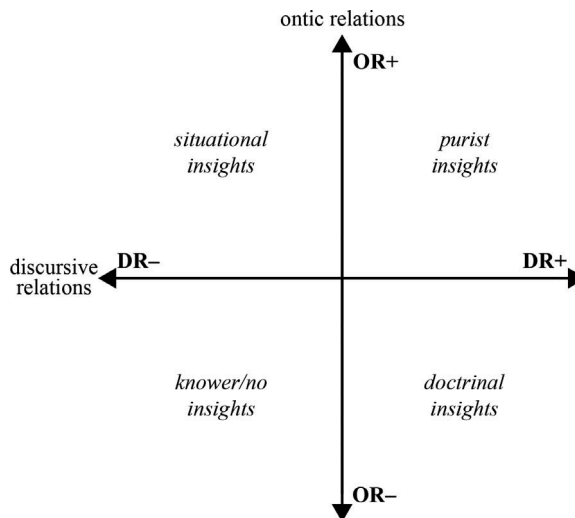 ontic relations
OR+
situational
insights
purist
insights
DR–
DR+
discursive
relations
knower/no
insights
doctrinal
insights
OR–